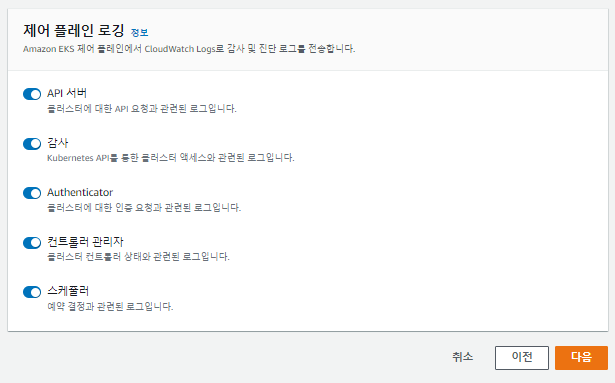 제어 플레인 로깅 정보
Amazon EKS 제어 플레인에서 CloudWatch Logs로 감사 및 진단 로그를 전송합니다.
API 서버
클러스터에 대한 API 요청과 관련된 로그입니다.
감사
Kubernetes API를 통한 클러스터 액세스와 관련된 로그입니다.
Authenticator
클러스터에 대한 인증 요청과 관련된 로그입니다.
컨트롤러 관리자
클러스터 컨트롤러 상태와 관련된 로그입니다.
스케줄러
예약 결정과 관련된 로그입니다.
취소 이전 다음